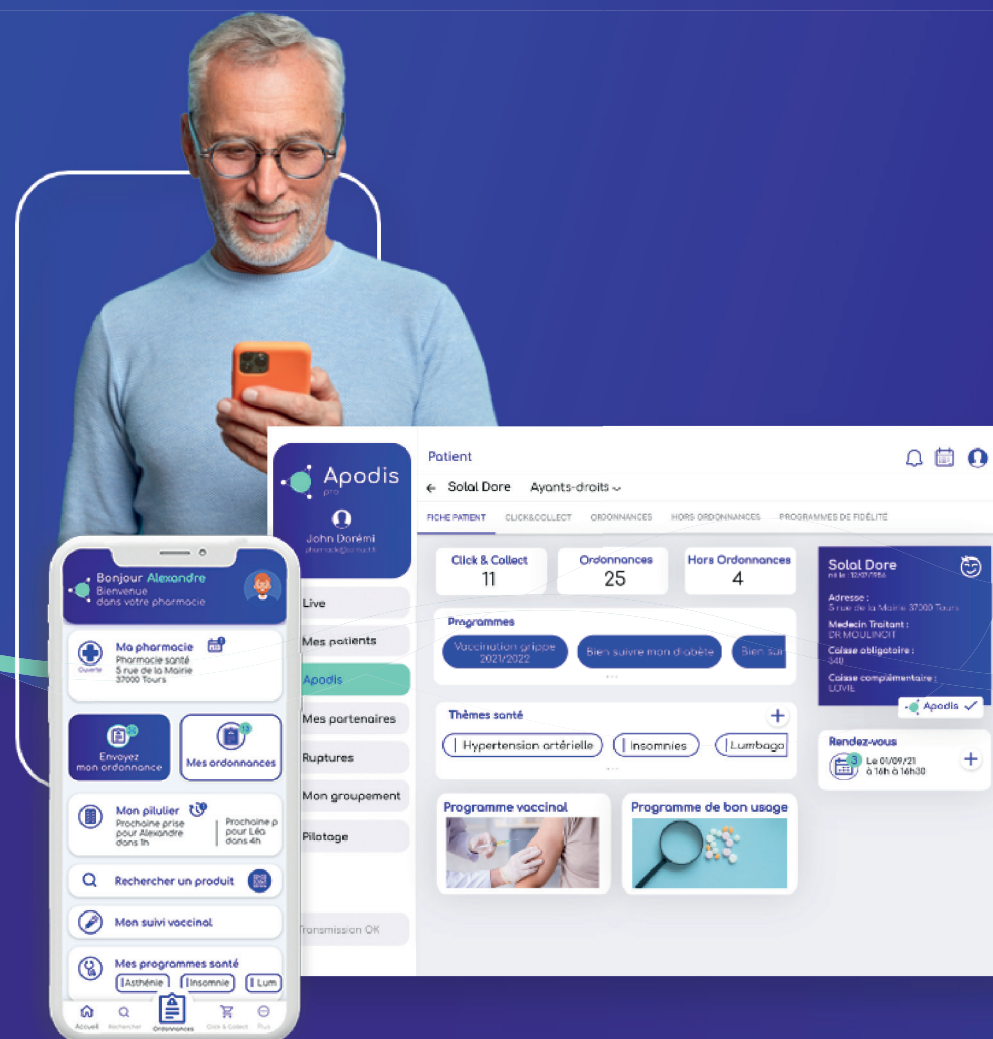 Apodis
pro
John Dorémi
Live
Mes patients
Apodis
Mes partenaires
Ruptures
Mon groupement
Pilotage
Transmission OK
Patient
← Solal Dore Ayants-droits
FICHE PATIENT CLICK&COLLECT ORDONNANCES HORS ORDONNANCES PROGRAMMES DE FIDÉLITÉ
Click & Collect
11
Ordonnances
25
Hors Ordonnances
4
Programmes
Vaccination grippe
2021/2022
Bien suivre mon diabète
Bien sui
Thèmes santé
Hypertension artérielle
Insomnies
Lumbago
Programme vaccinal
Programme de bon usage
Solal Dore
Adresse :
5 rue de la Mairie 37000 Tours
Medecin Traitant :
DR MOULINOIT
Caisse obligatoire :
Caisse complémentaire :
Apodis
Rendez-vous
3
Le 01/09/21
à 16h à 16h30
Bonjour Alexandre
Bienvenue
dans votre pharmacie
Ouverte
Ma pharmacie
Pharmacie santé
5 rue de la Mairie
37000 Tours
Envoyez
mon ordonnance
Mes ordonnances
Mon pilulier
Prochaine prise
pour Alexandre
dans 1h
Prochaine p
pour Léa
dans 4h
Rechercher un produit
Mon suivi vaccinal
Mes programmes santé
Asthénie
Insomnie
Lum
Accueil
Rechercher
Ordonnances
Click & Collect
Plus